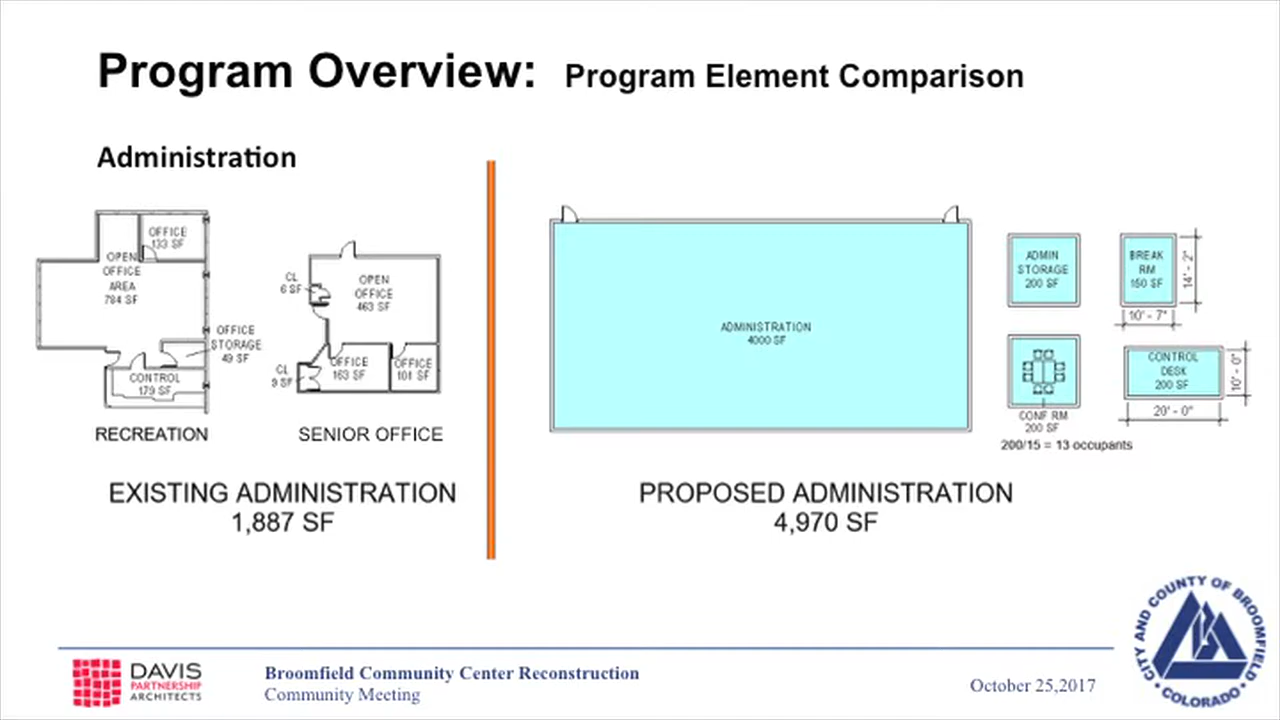 Program Overview: Program Element Comparison
Administration
OFFICE
133 SF
OPEN
OFFICE
AREA
784 SF
OFFICE
STORAGE
49 SF
CONTROL
179 SF
RECREATION
CL
6 SF
OPEN
OFFICE
463 SF
CL
9 SF
OFFICE
163 SF
OFFICE
101 SF
SENIOR OFFICE
EXISTING ADMINISTRATION
1,887 SF
ADMINISTRATION
4000 SF
ADMIN
STORAGE
200 SF
BREAK
RM
150 SF
14' - 2"
10' - 7"
CONF RM
200 SF
200/15 = 13 occupants
CONTROL
DESK
200 SF
10' - 0"
20' - 0"
PROPOSED ADMINISTRATION
4,970 SF
DAVIS
PARTNERSHIP
ARCHITECTS
Broomfield Community Center Reconstruction
Community Meeting
October 25,2017
CITY AND COUNTY OF BROOMFIELD
• COLORADO •